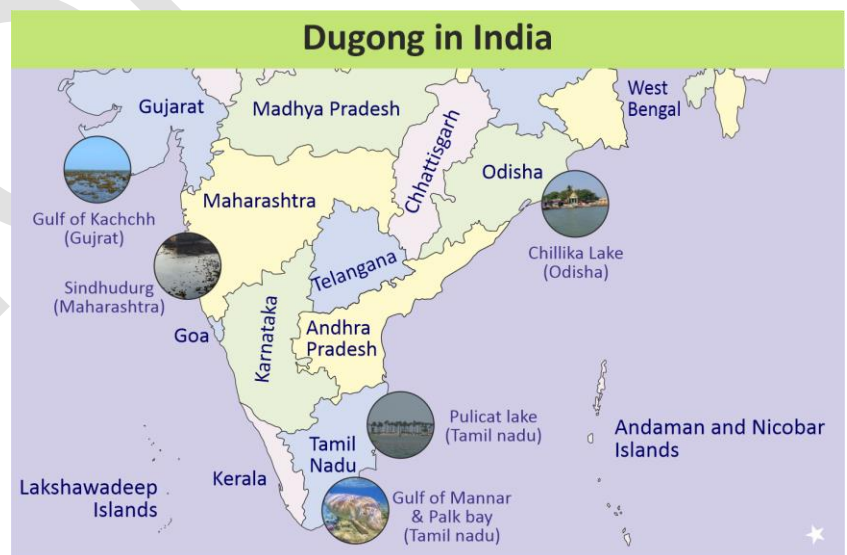 Dugong in India
Gujarat
Madhya Pradesh
West
Bengal
Chhattisgarh
Odisha
Maharashtra
Gulf of Kachchh
(Gujrat)
Chillika Lake
(Odisha)
Telangana
Sindhudurg
(Maharashtra)
Goa
Karnataka
Andhra
Pradesh
Pulicat lake
(Tamil nadu)
Andaman and Nicobar
Islands
Tamil
Nadu
Kerala
Lakshawadeep
Islands
Gulf of Mannar
& Palk bay
(Tamil nadu)